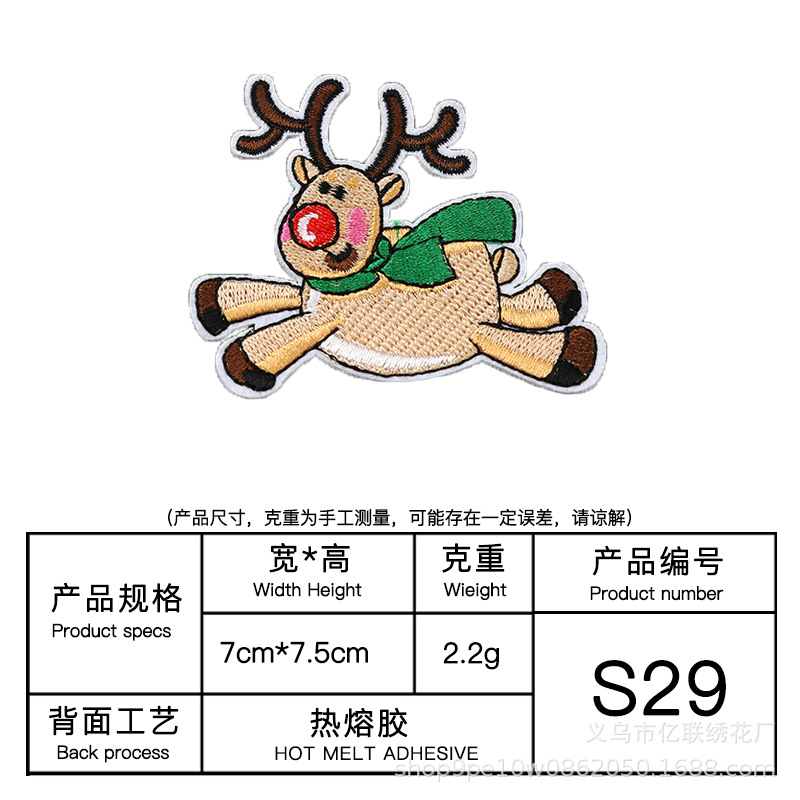 （产品尺寸，克重为手工测量，可能存在一定误差，请谅解）
产品规格
Product specs
宽*高
Width Height
克重
Wieight
产品编号
Product number
7cm*7.5cm
2.2g
S29
背面工艺
Back process
热熔胶
HOT MELT ADHESIVE
义乌市亿联绣花厂
shop9pe10w0862050.1688.com